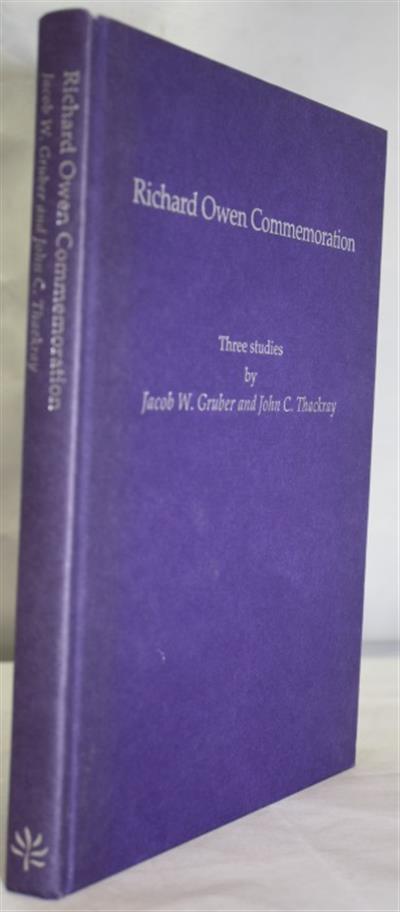 Richard Owen Commemoration
Jacob W. Gruber and John C. Thackray
Richard Owen Commemoration
Three studies
by
Jacob W. Gruber and John C. Thackray